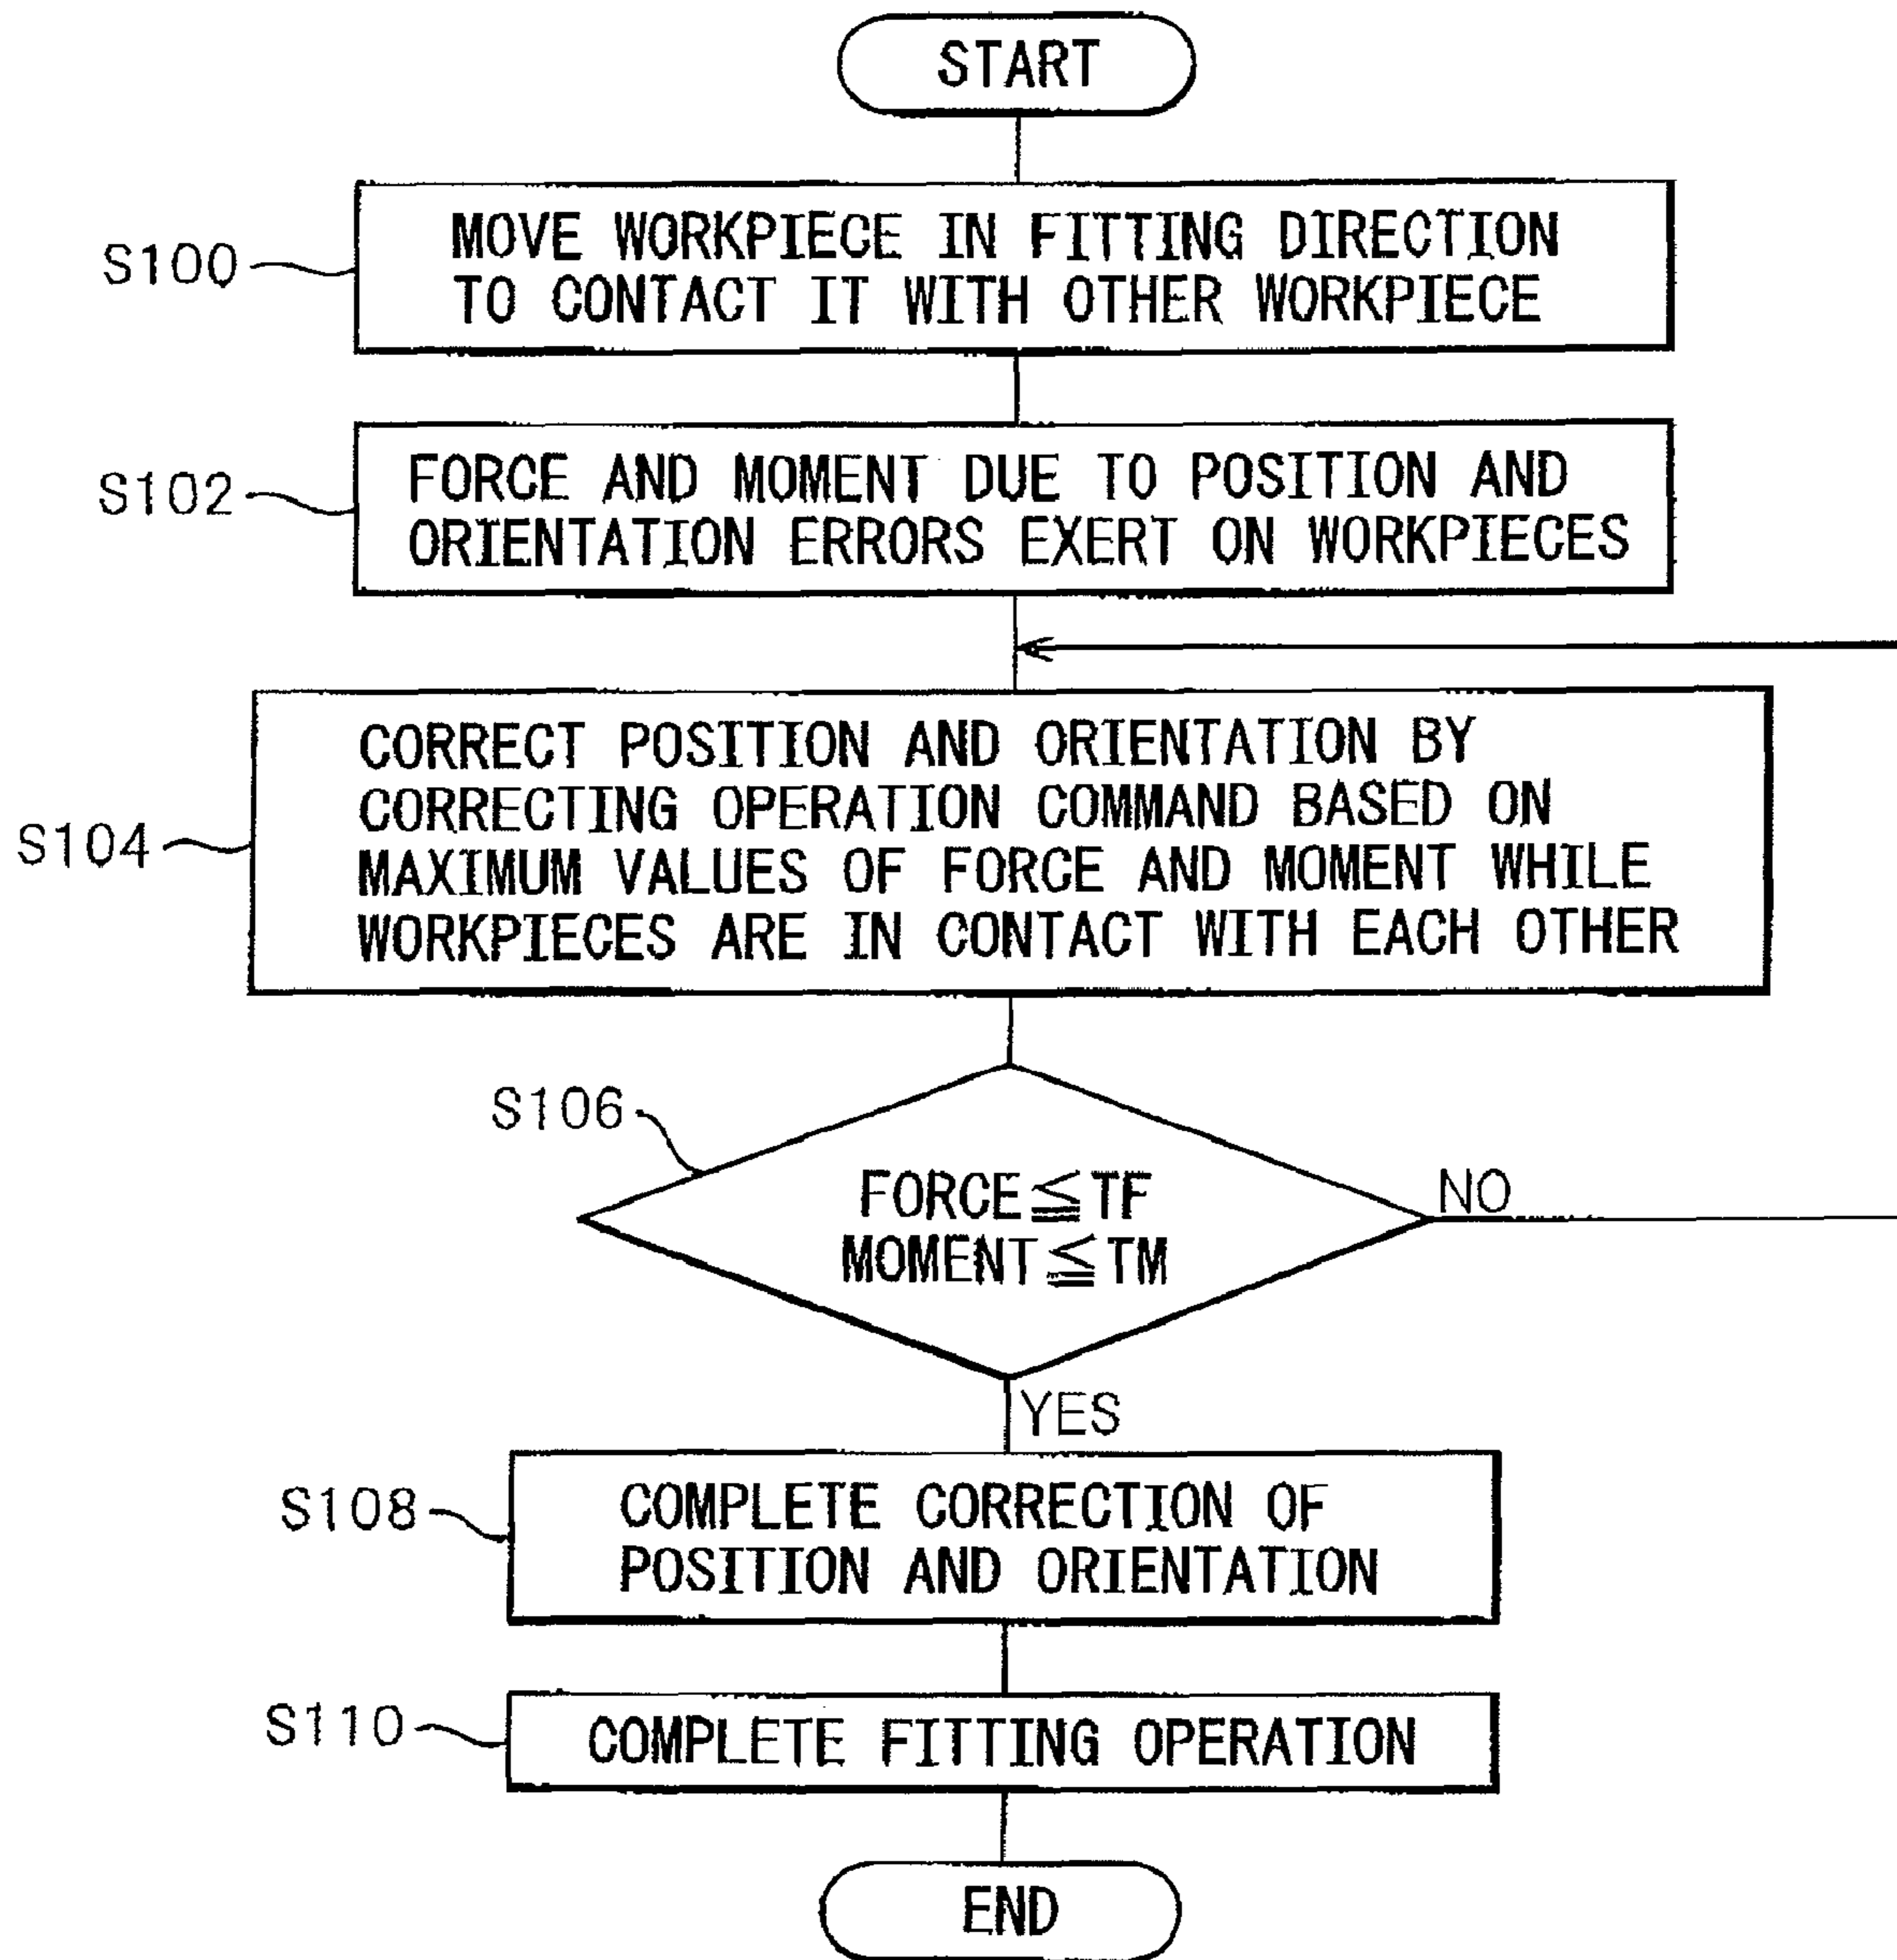 START
S100
MOVE WORKPIECE IN FITTING DIRECTION
TO CONTACT IT WITH OTHER WORKPIECE
S102
FORCE AND MOMENT DUE TO POSITION AND
ORIENTATION ERRORS EXERT ON WORKPIECES
S104
CORRECT POSITION AND ORIENTATION BY
CORRECTING OPERATION COMMAND BASED ON
MAXIMUM VALUES OF FORCE AND MOMENT WHILE
WORKPIECES ARE IN CONTACT WITH EACH OTHER
S106
FORCE≦TF
MOMENT≦TM
NO
YES
S108
COMPLETE CORRECTION OF
POSITION AND ORIENTATION
S110
COMPLETE FITTING OPERATION
END